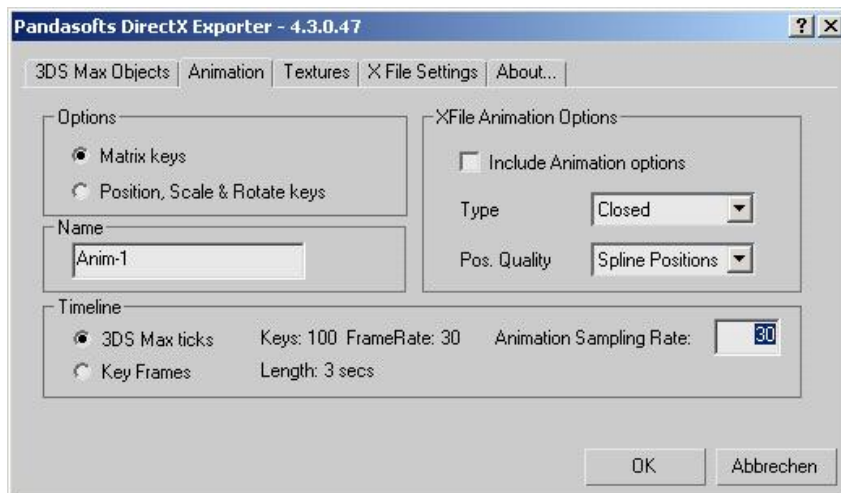 Pandasofts DirectX Exporter - 4.3.0.47
3DS Max Objects Animation Textures X File Settings About...
Options
Matrix keys
Position, Scale & Rotate keys
Name
Anim-1
XFile Animation Options
Include Animation options
Type Closed
Pos. Quality Spline Positions
Timeline
3DS Max ticks Keys: 100 FrameRate: 30 Animation Sampling Rate: 30
Key Frames Length: 3 secs
OK Abbrechen